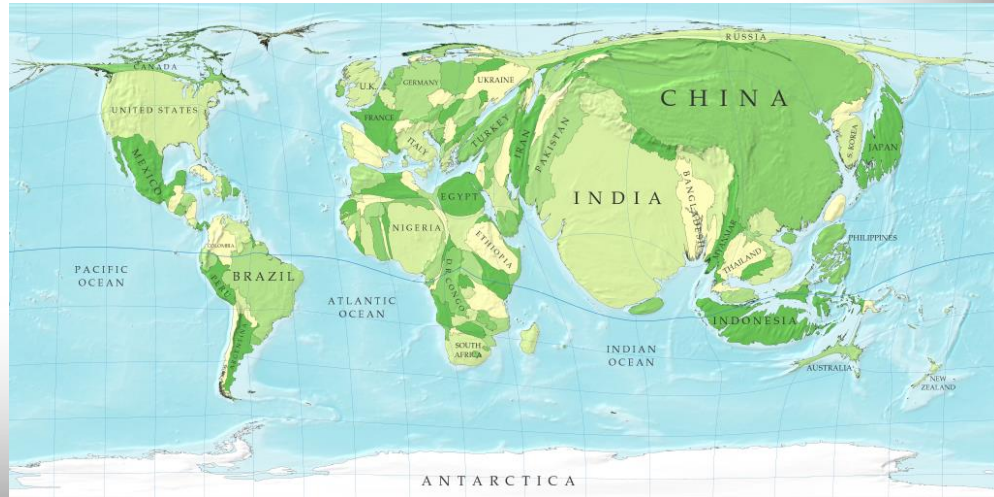 RUSSIA
CANADA
UNITED STATES
MEXICO
COLOMBIA
BRAZIL
PERU
ARGENTINA
U.K.
GERMANY
UKRAINE
FRANCE
ITALY
TURKEY
IRAN
PAKISTAN
CHINA
S. KOREA
JAPAN
INDIA
BANGLADESH
MYANMAR
THAILAND
PHILIPPINES
INDONESIA
EGYPT
NIGERIA
ETHIOPIA
D.R.CONGO
SOUTH
AFRICA
AUSTRALIA
NEW
ZEALAND
PACIFIC
OCEAN
ATLANTIC
OCEAN
INDIAN
OCEAN
ANTARCTICA